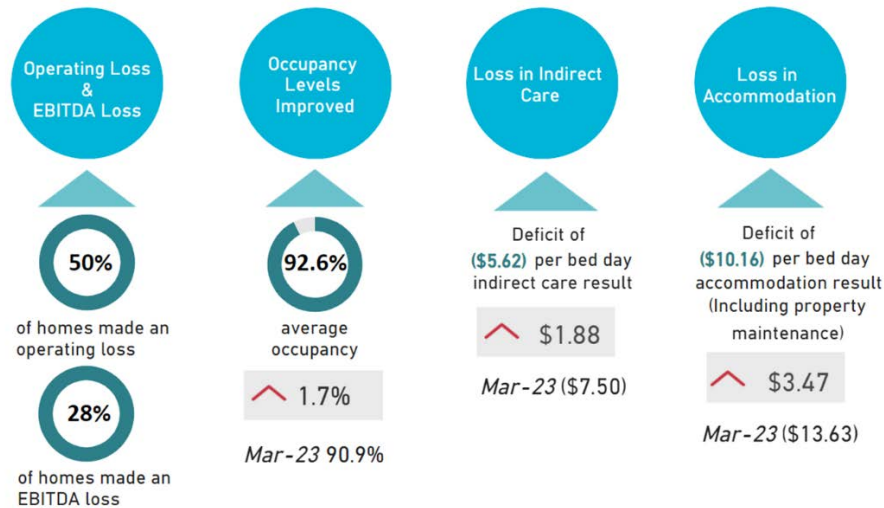 Operating Loss
&
EBITDA Loss
50%
of homes made an
operating loss
28%
of homes made an
EBITDA loss
Occupancy
Levels
Improved
92.6%
average
occupancy
1.7%
Mar-23 90.9%
Loss in Indirect
Care
Deficit of
($5.62) per bed day
indirect care result
$1.88
Mar-23 ($7.50)
Loss in
Accommodation
Deficit of
($10.16) per bed day
accommodation result
(Including property
maintenance)
$3.47
Mar-23 ($13.63)